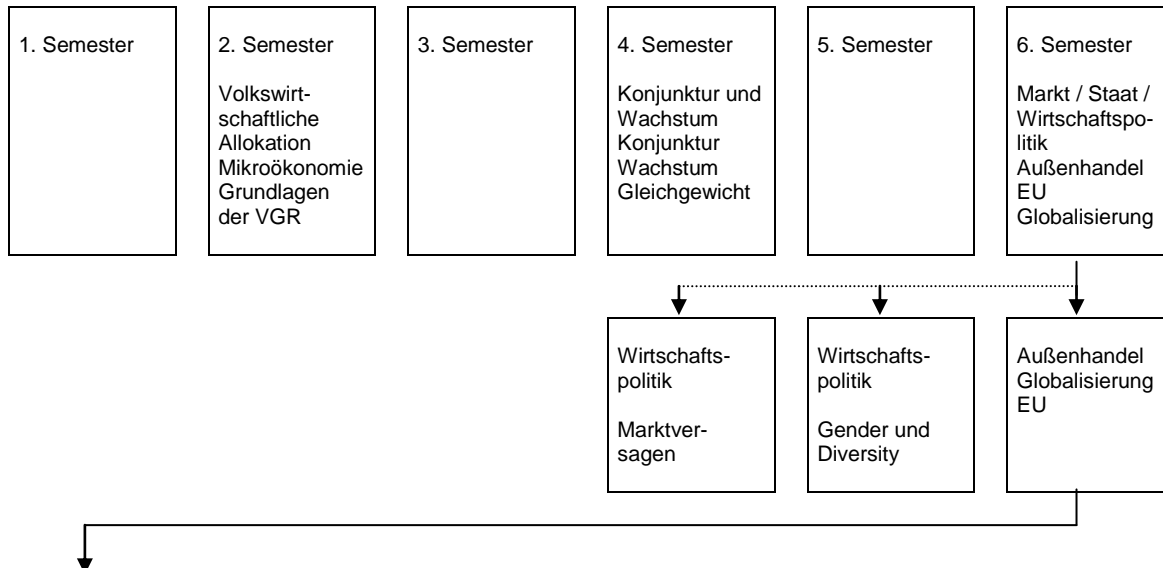 1. Semester
2. Semester
Volkswirt-
schaftliche
Allokation
Mikroökonomie
Grundlagen
der VGR
3. Semester
4. Semester
Konjunktur und
Wachstum
Konjunktur
Wachstum
Gleichgewicht
5. Semester
6. Semester
Markt / Staat /
Wirtschaftspo-
litik
Außenhandel
EU
Globalisierung
Wirtschafts-
politik
Marktver-
sagen
Wirtschafts-
politik
Gender und
Diversity
Außenhandel
Globalisierung
EU